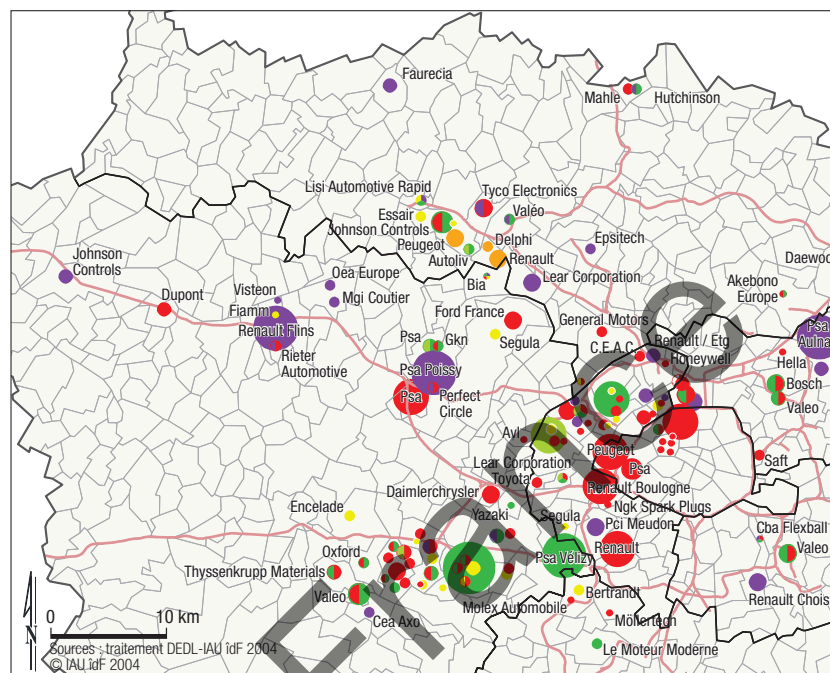 Faurecia
Mahle
Hutchinson
Lisi Automotive Rapid
Tyco Electronics
Essair
Valéo
Johnson Controls
Peugeot
Delphi
Epsitech
Autoliv
Renault
Daewoo
Johnson
Controls
Oéa Europe
Bia
Lear Corporation
Visteon
Mgi Coutier
Akebono
Europe
Dupont
Fiamm
Ford France
General Motors
Renault Flins
Psa
Gkn
Segula
C.E.A.C.
Renault / Etg
Honeywell
Psa
Aulnay
Rieter
Automotive
Psa Poissy
Hella
Bosch
Psa
Perfect
Circle
Valeo
Avl
Peugeot
Lear Corporation
Psa
Saft
Toyota
Daimlerchrysler
Renault Boulogne
Encelade
Yazaki
Segula
Ngk Spark Plugs
Pci Meudon
Cba Flexball
Oxford
Psa Vélizy
Renault
Valeo
Thyssenkrupp Materials
Valeo
Bertrandt
Renault Choisy
Molex Automobile
Cea Axo
Möllertech
Le Moteur Moderne
0 10 km
N
Sources : traitement DEDL-IAU îdF 2004
© IAU îdF 2004